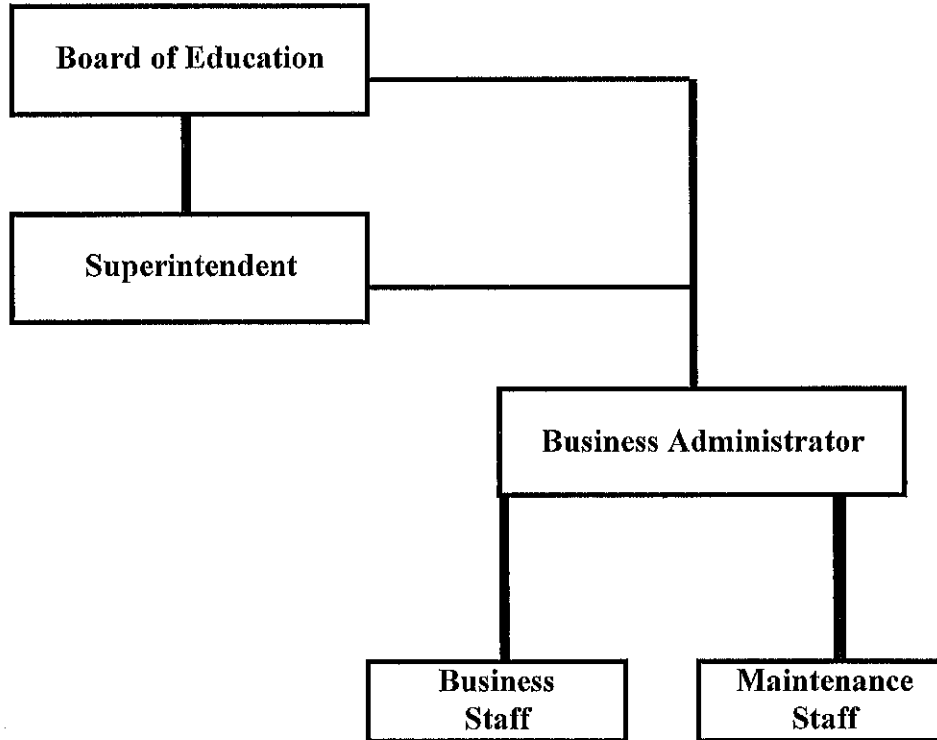 Board of Education
Superintendent
Business Administrator
Business
Staff
Maintenance
Staff